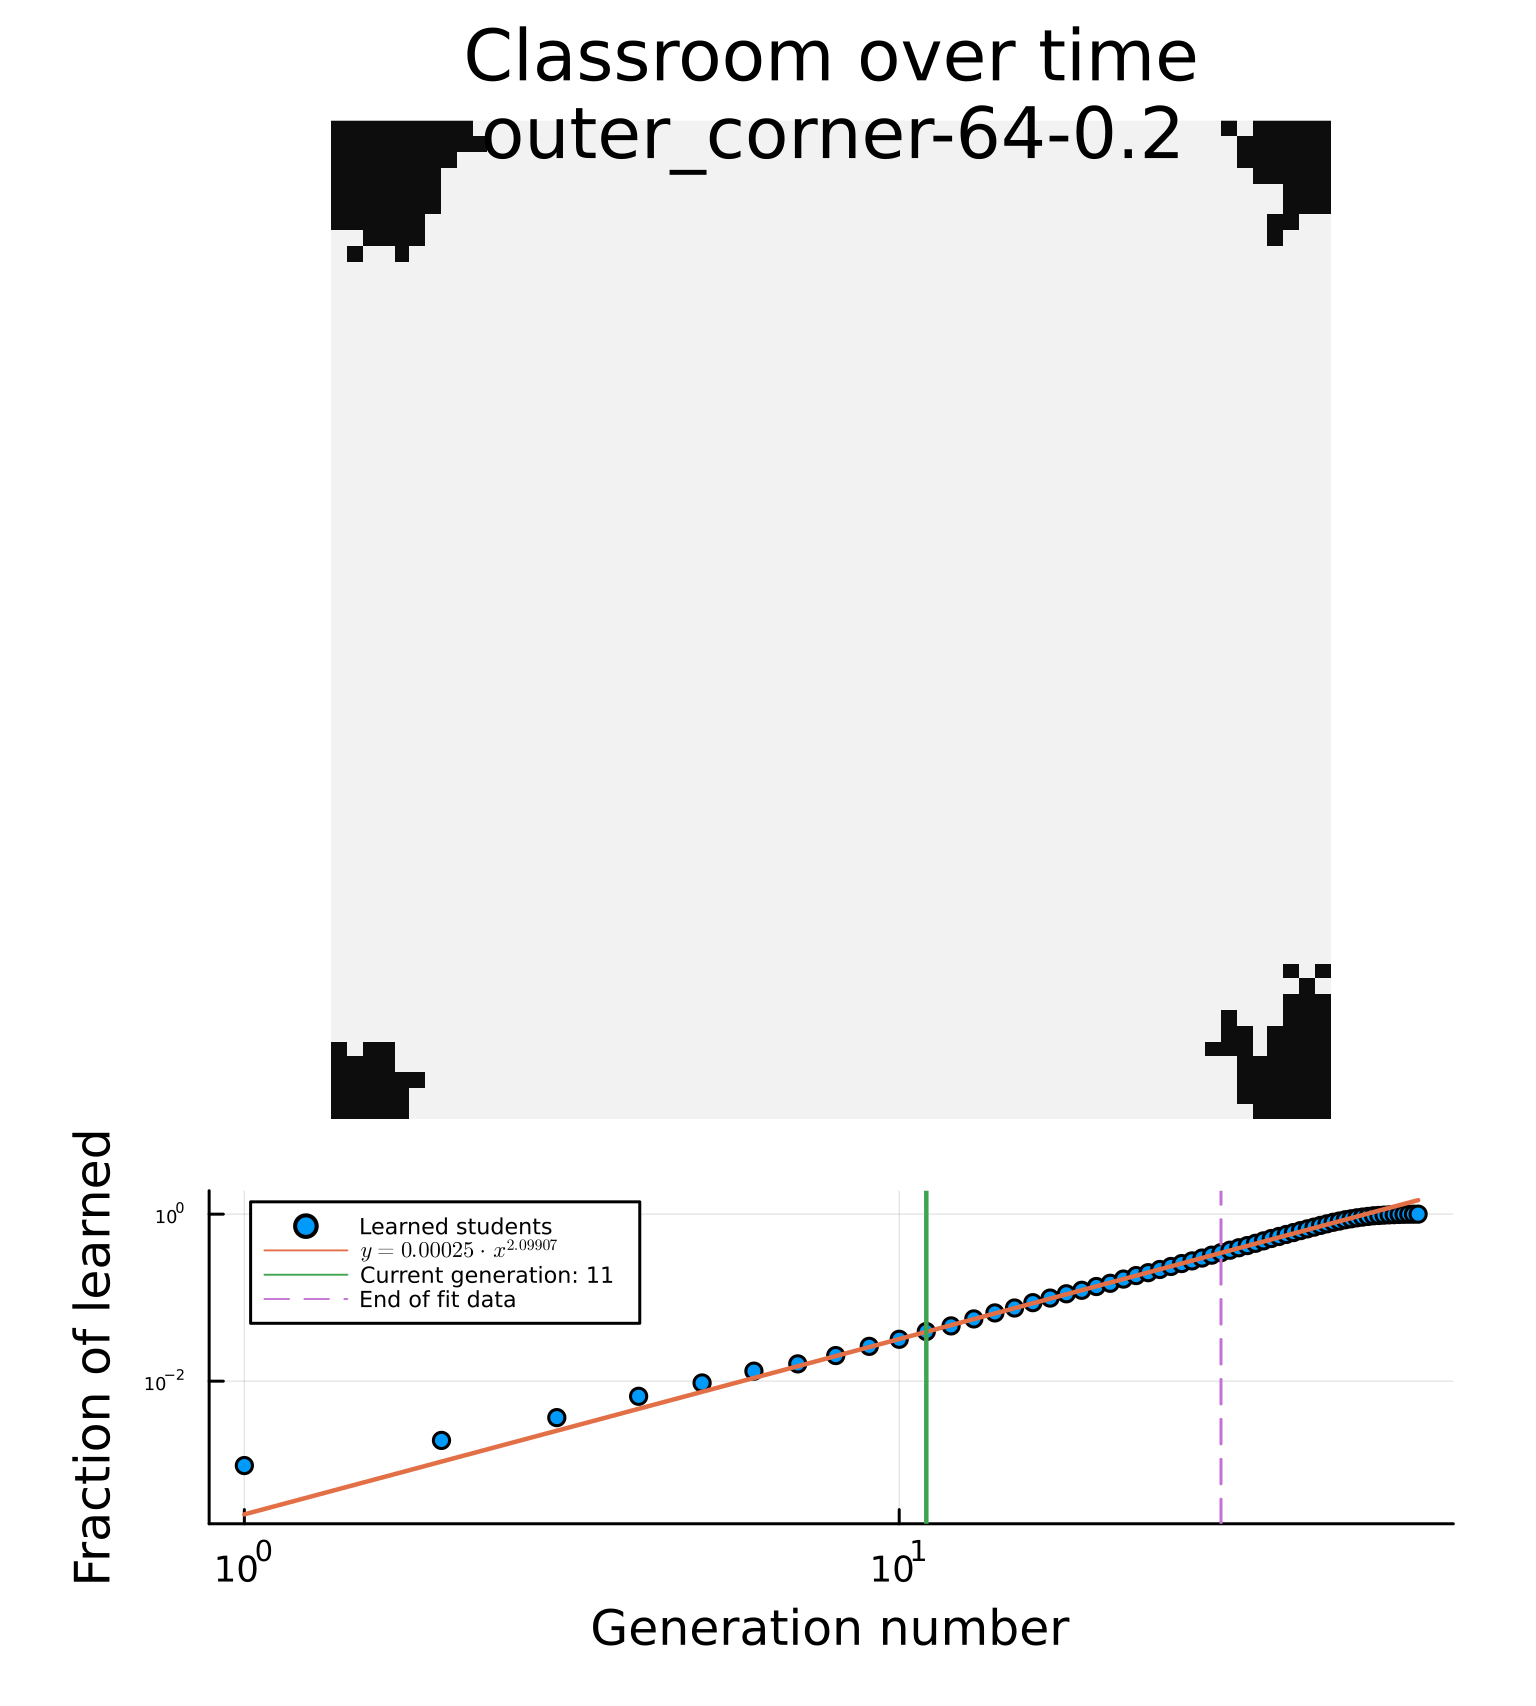 Classroom over time
outer_corner-64-0.2
Fraction of learned
10^0
10^−2
Learned students
y = 0.00025 · x^2.09907
Current generation: 11
End of fit data
10^0
10^1
Generation number